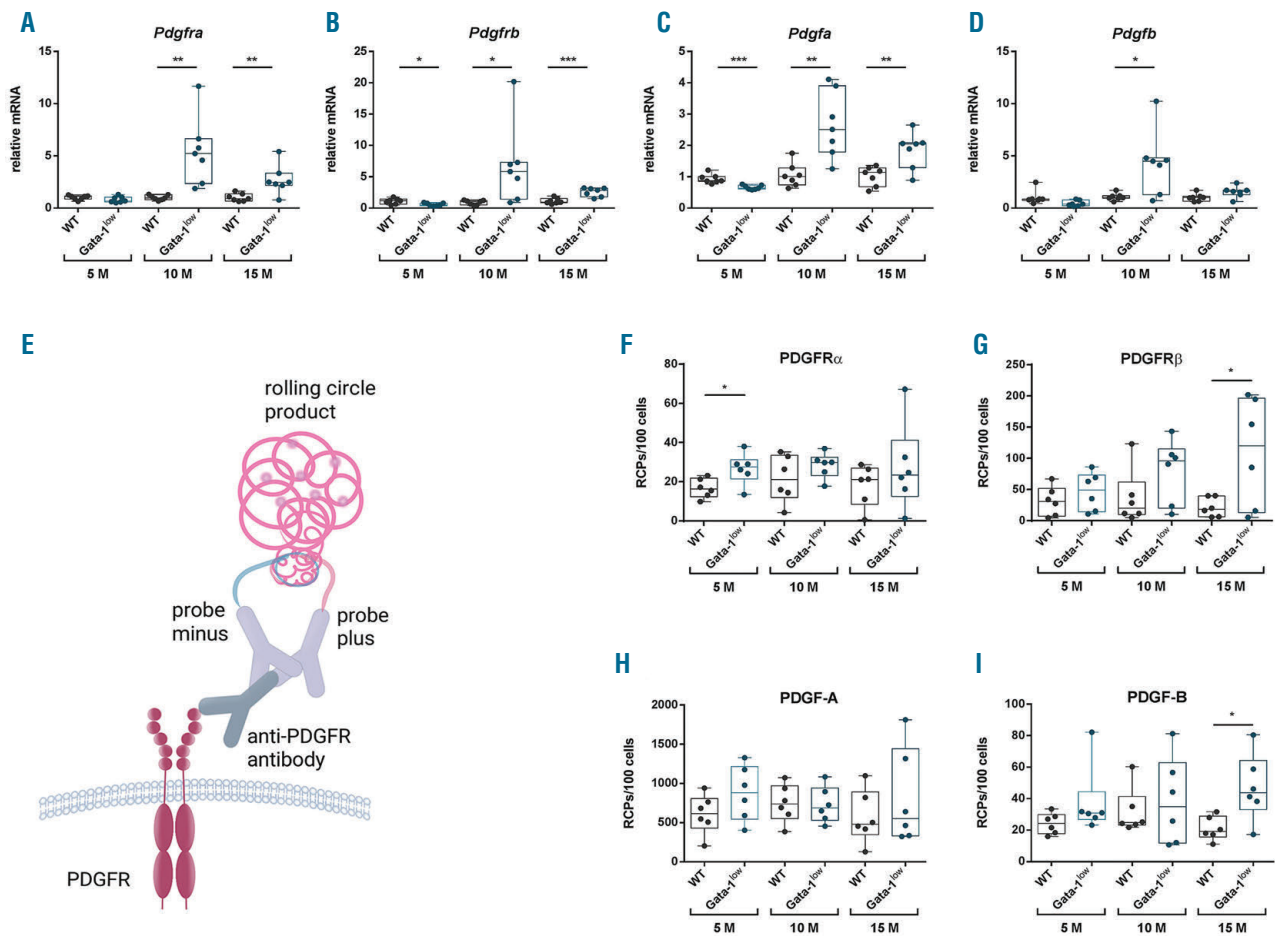 A
Pdgfra
relative mRNA
15
10
5
0
**
**
WT
Gata-1low
WT
Gata-1low
WT
Gata-1low
5 M
10 M
15 M
B
Pdgfrb
relative mRNA
25
20
15
10
5
0
*
*
***
WT
Gata-1low
WT
Gata-1low
WT
Gata-1low
5 M
10 M
15 M
C
Pdgfa
relative mRNA
5
4
3
2
1
0
***
**
**
WT
Gata-1low
WT
Gata-1low
WT
Gata-1low
5 M
10 M
15 M
D
Pdgfb
relative mRNA
15
10
5
0
*
WT
Gata-1low
WT
Gata-1low
WT
Gata-1low
5 M
10 M
15 M
E
rolling circle
product
probe
minus
probe
plus
anti-PDGFR
antibody
PDGFR
F
PDGFRα
RCPs/100 cells
80
60
40
20
0
*
WT
Gata-1low
WT
Gata-1low
WT
Gata-1low
5 M
10 M
15 M
G
PDGFRβ
RCPs/100 cells
250
200
150
100
50
0
*
WT
Gata-1low
WT
Gata-1low
WT
Gata-1low
5 M
10 M
15 M
H
PDGF-A
RCPs/100 cells
2000
1500
1000
500
0
WT
Gata-1low
WT
Gata-1low
WT
Gata-1low
5 M
10 M
15 M
I
PDGF-B
RCPs/100 cells
100
80
60
40
20
0
*
WT
Gata-1low
WT
Gata-1low
WT
Gata-1low
5 M
10 M
15 M